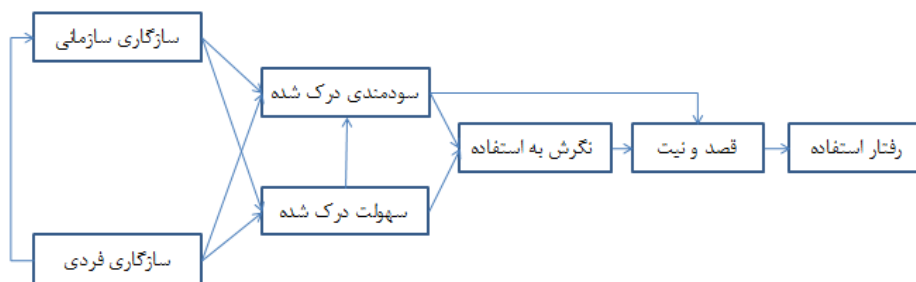 سازگاری سازمانی
سودمندی درک شده
نگرش به استفاده
قصد و نیت
رفتار استفاده
سهولت درک شده
سازگاری فردی